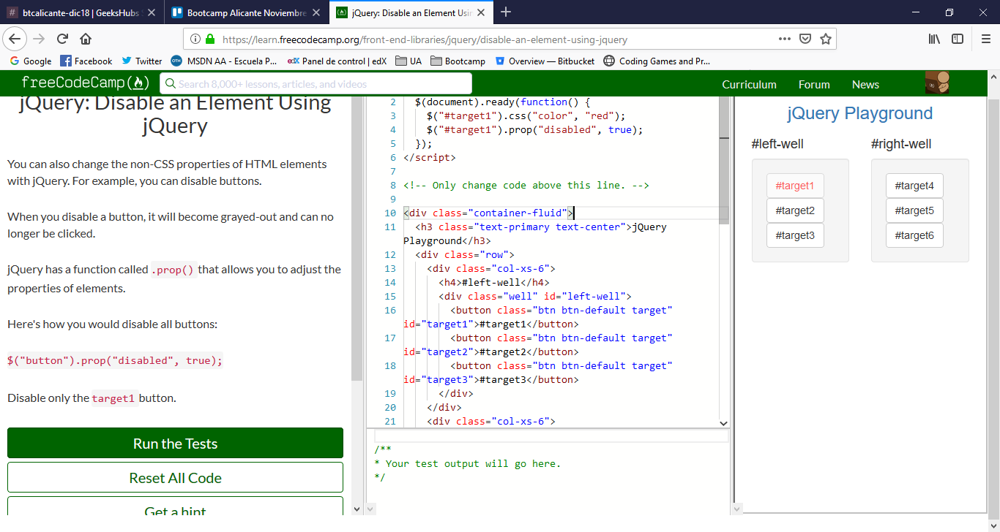 btcalicante-dic18 | GeeksHubs
Bootcamp Alicante Noviembre
jQuery: Disable an Element Usin
https://learn.freecodecamp.org/front-end-libraries/jquery/disable-an-element-using-jquery
Google
Facebook
Twitter
MSDN AA - Escuela P...
edX Panel de control | edX
UA
Bootcamp
Overview — Bitbucket
Coding Games and Pr...
freeCodeCamp
Search 8,000+ lessons, articles, and videos
Curriculum
Forum
News
jQuery: Disable an Element Using
jQuery
You can also change the non-CSS properties of HTML elements
with jQuery. For example, you can disable buttons.
When you disable a button, it will become grayed-out and can no
longer be clicked.
jQuery has a function called .prop() that allows you to adjust the
properties of elements.
Here's how you would disable all buttons:
$("button").prop("disabled", true);
Disable only the target1 button.
Run the Tests
Reset All Code
Get a hint
2 $(document).ready(function() {
3 $("#target1").css("color", "red");
4 $("#target1").prop("disabled", true);
5 });
6 </script>
7
8 <!-- Only change code above this line. -->
9
10 <div class="container-fluid">
11 <h3 class="text-primary text-center">jQuery
Playground</h3>
12 <div class="row">
13 <div class="col-xs-6">
14 <h4>#left-well</h4>
15 <div class="well" id="left-well">
16 <button class="btn btn-default target"
id="target1">#target1</button>
17 <button class="btn btn-default target"
id="target2">#target2</button>
18 <button class="btn btn-default target"
id="target3">#target3</button>
19 </div>
20 </div>
21 <div class="col-xs-6">
/**
* Your test output will go here.
*/
jQuery Playground
#left-well
#target1
#target2
#target3
#right-well
#target4
#target5
#target6